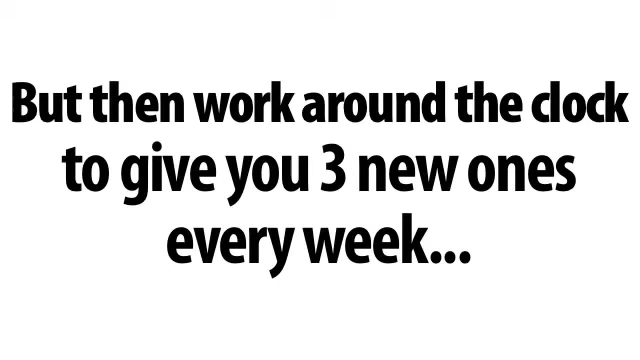 But then work around the clock
to give you 3 new ones
every week...